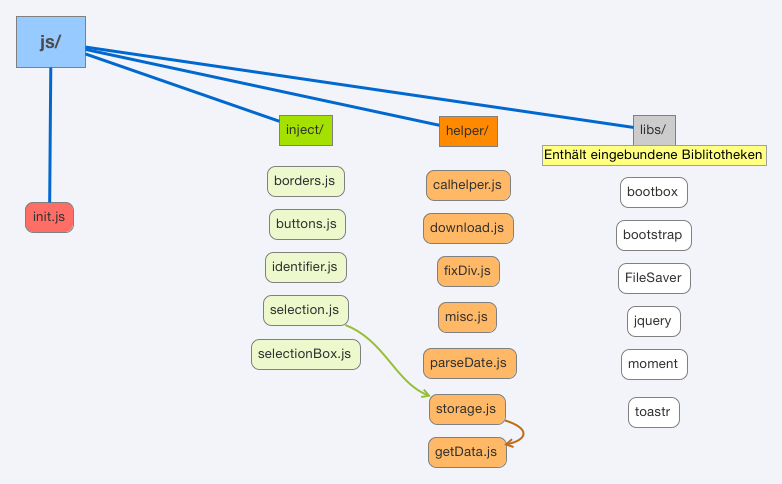 js/
init.js
inject/
borders.js
buttons.js
identifier.js
selection.js
selectionBox.js
helper/
calhelper.js
download.js
fixDiv.js
misc.js
parseDate.js
storage.js
getData.js
libs/
Enthält eingebundene Biblitotheken
bootbox
bootstrap
FileSaver
jquery
moment
toastr